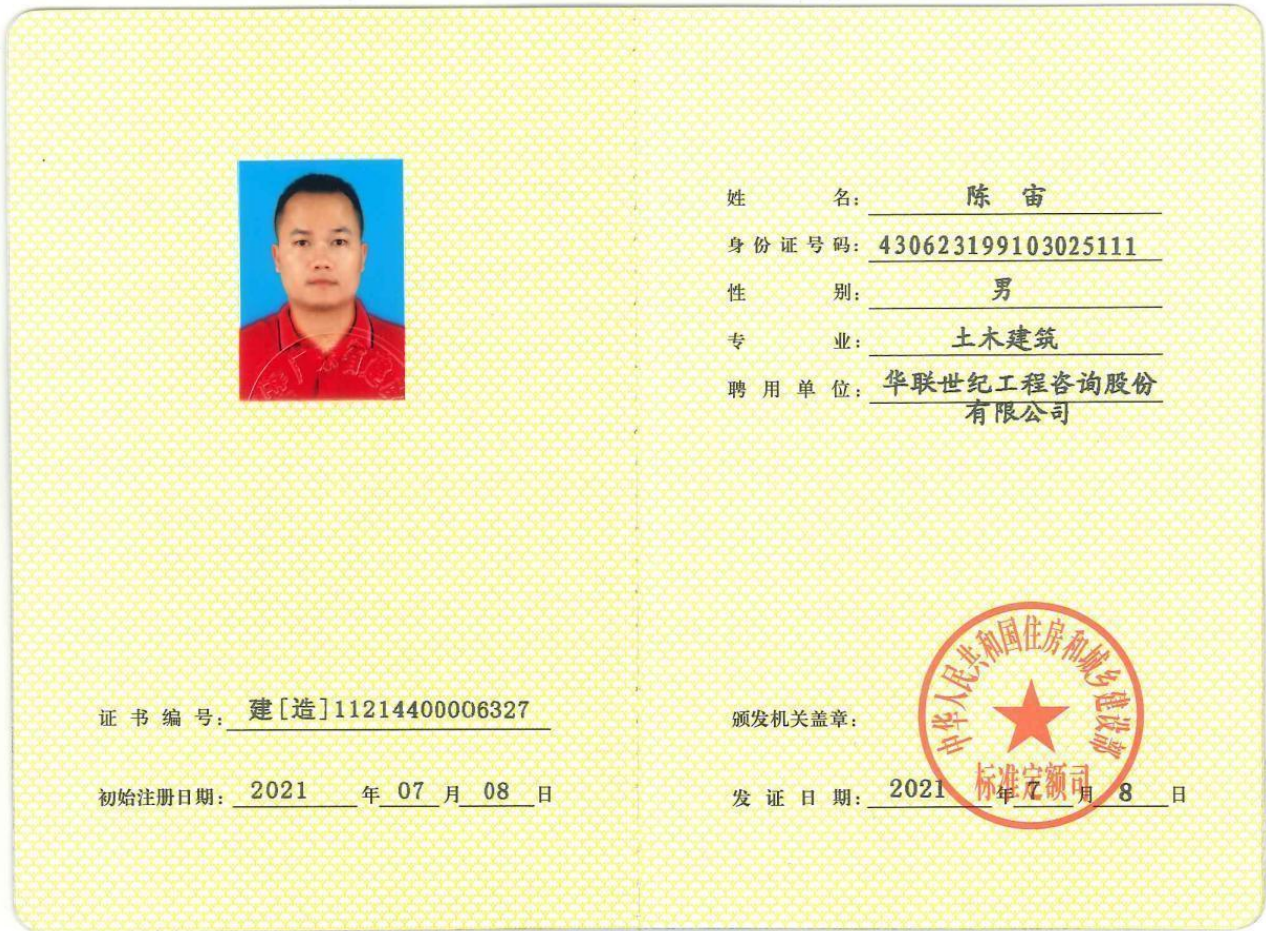 姓 名: 陈 宙
身份证号码: 430623199103025111
性 别: 男
专 业: 土木建筑
聘用单位: 华联世纪工程咨询股份
有限公司
证书编号: 建[造]11214400006327
初始注册日期: 2021 年 07 月 08 日
颁发机关盖章:
中华人民共和国住房和城乡建设部
标准定额司
发证日期: 2021 年 7 月 8 日